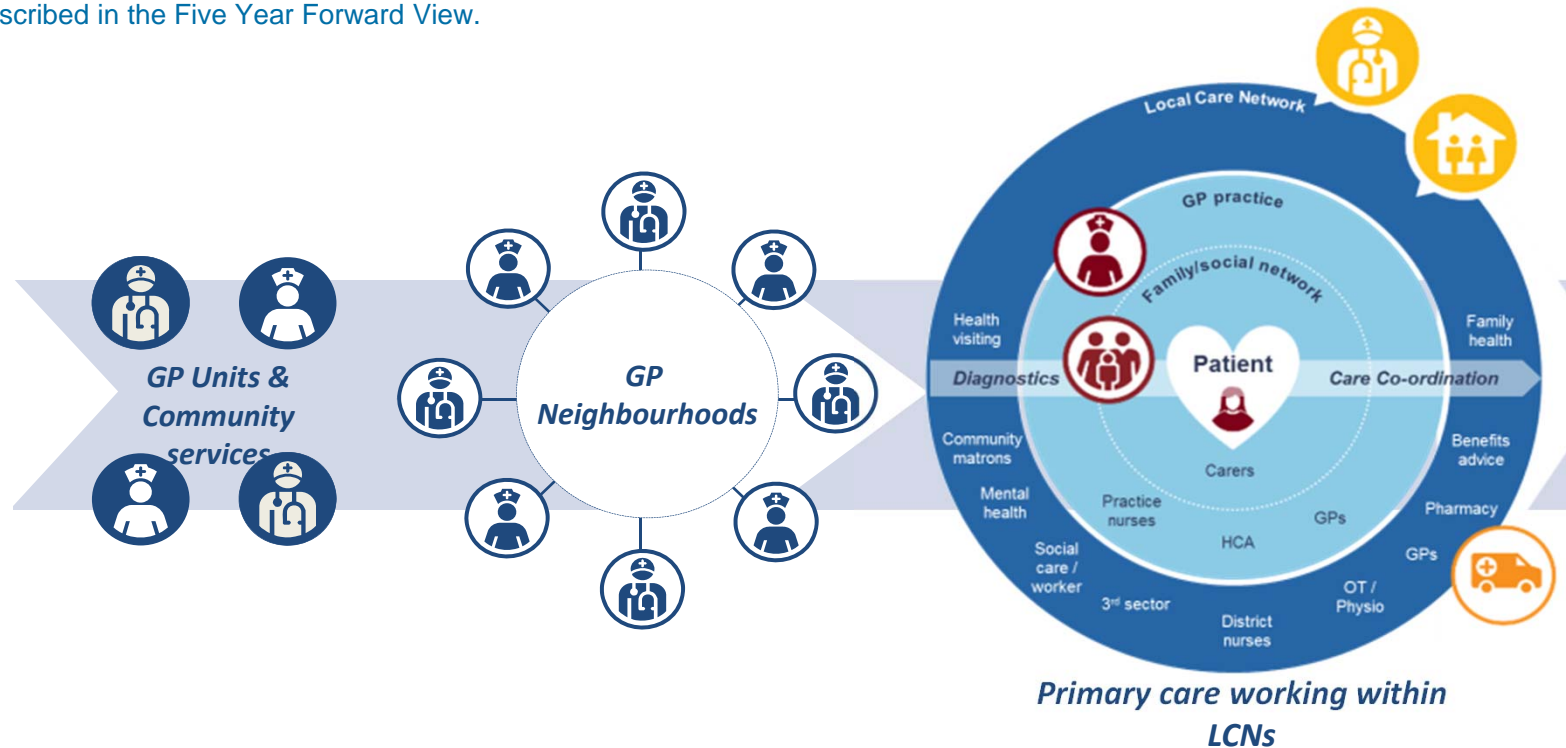 scribed in the Five Year Forward View.
GP Units &
Community
services
GP
Neighbourhoods
Local Care Network
GP practice
Family/social network
Health
visiting
Family
health
Patient
Diagnostics
Care Co-ordination
Community
matrons
Benefits
advice
Carers
Mental
health
Practice
nurses
GPs
Pharmacy
HCA
Social
care /
worker
GPs
3rd sector
OT /
Physio
District
nurses
Primary care working within
LCNs